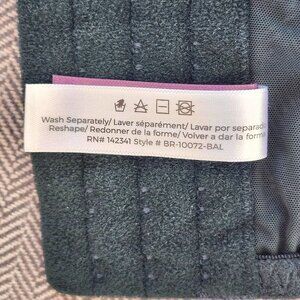 Wash Separately/ Laver séparément/ Lavar por separado
Reshape/ Redonner de la forme/ Volver a dar la forma
RN# 142341 Style # BR-10072-BAL